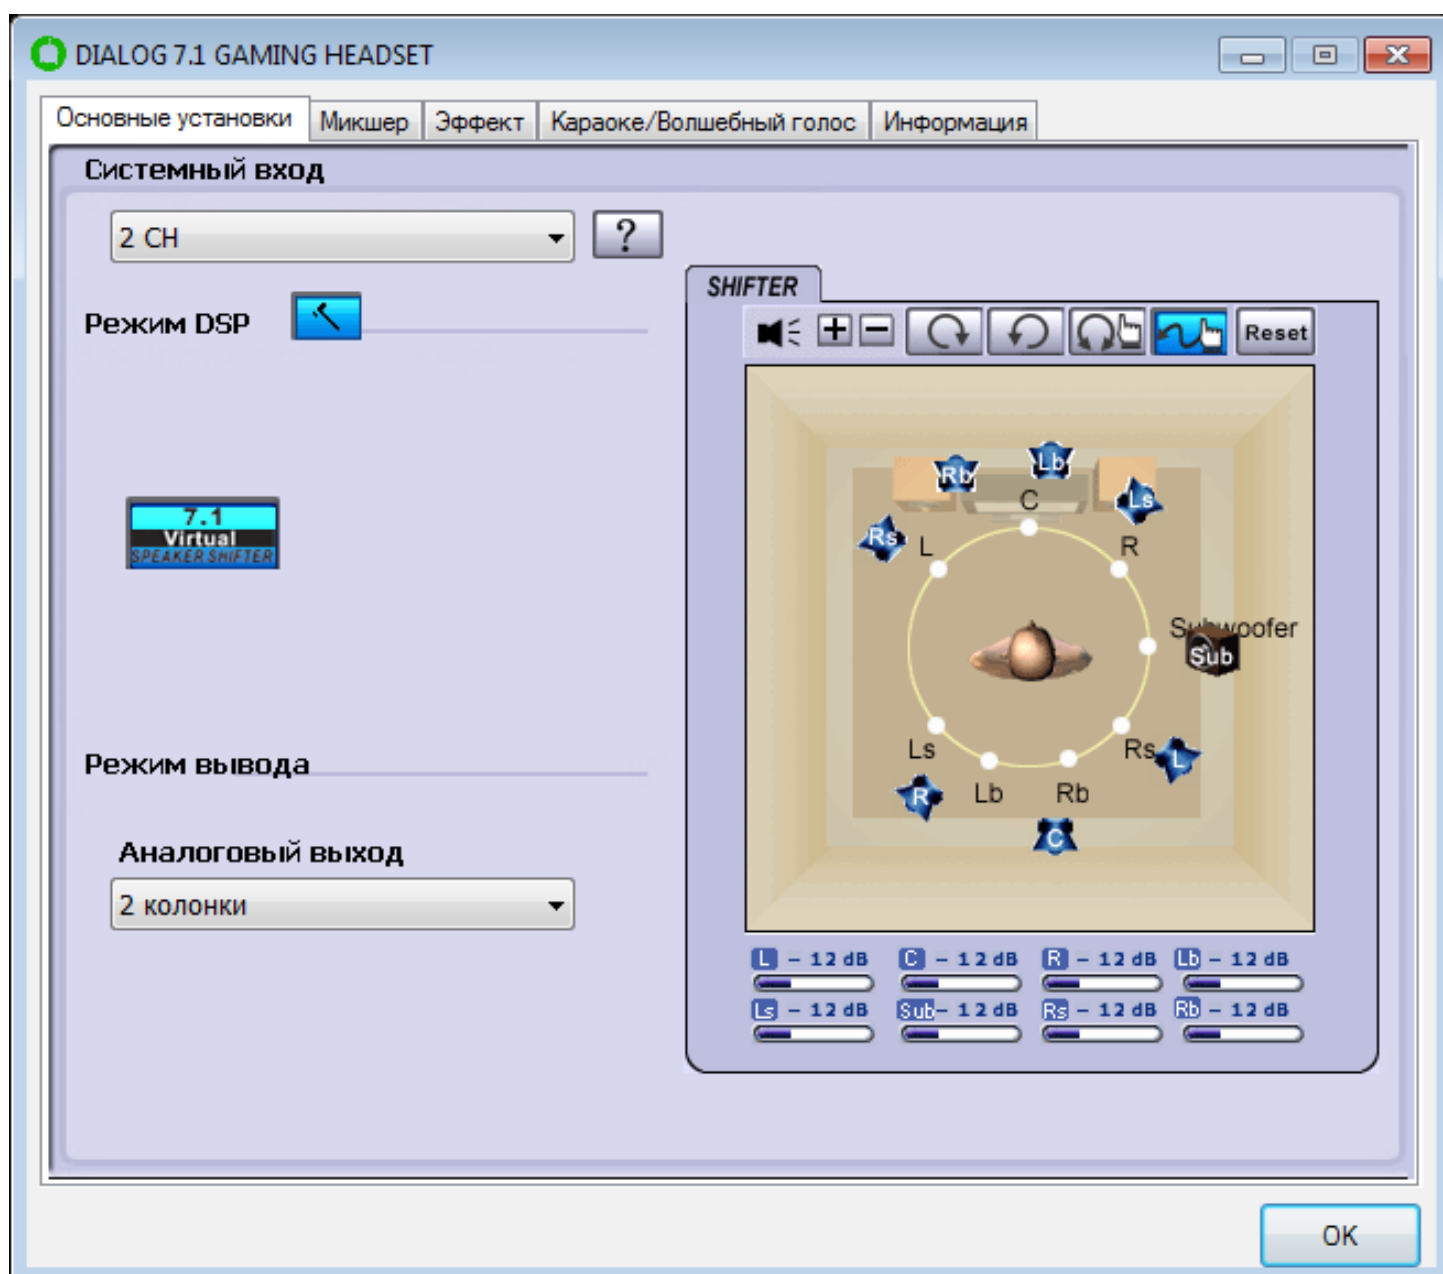 DIALOG 7.1 GAMING HEADSET
Основные установки Микшер Эффект Караоке/Волшебный голос Информация
Системный вход
2 CH ?
SHIFTER
Режим DSP
Reset
Rb Lb
C Ls
Rs L R
7.1
Virtual
SPEAKER SHIFTER
Subwoofer
Sub
Ls Rs L
R Lb Rb
C
Режим вывода
Аналоговый выход
2 колонки
L - 12 dB C - 12 dB R - 12 dB Lb - 12 dB
Ls - 12 dB Sub - 12 dB Rs - 12 dB Rb - 12 dB
OK